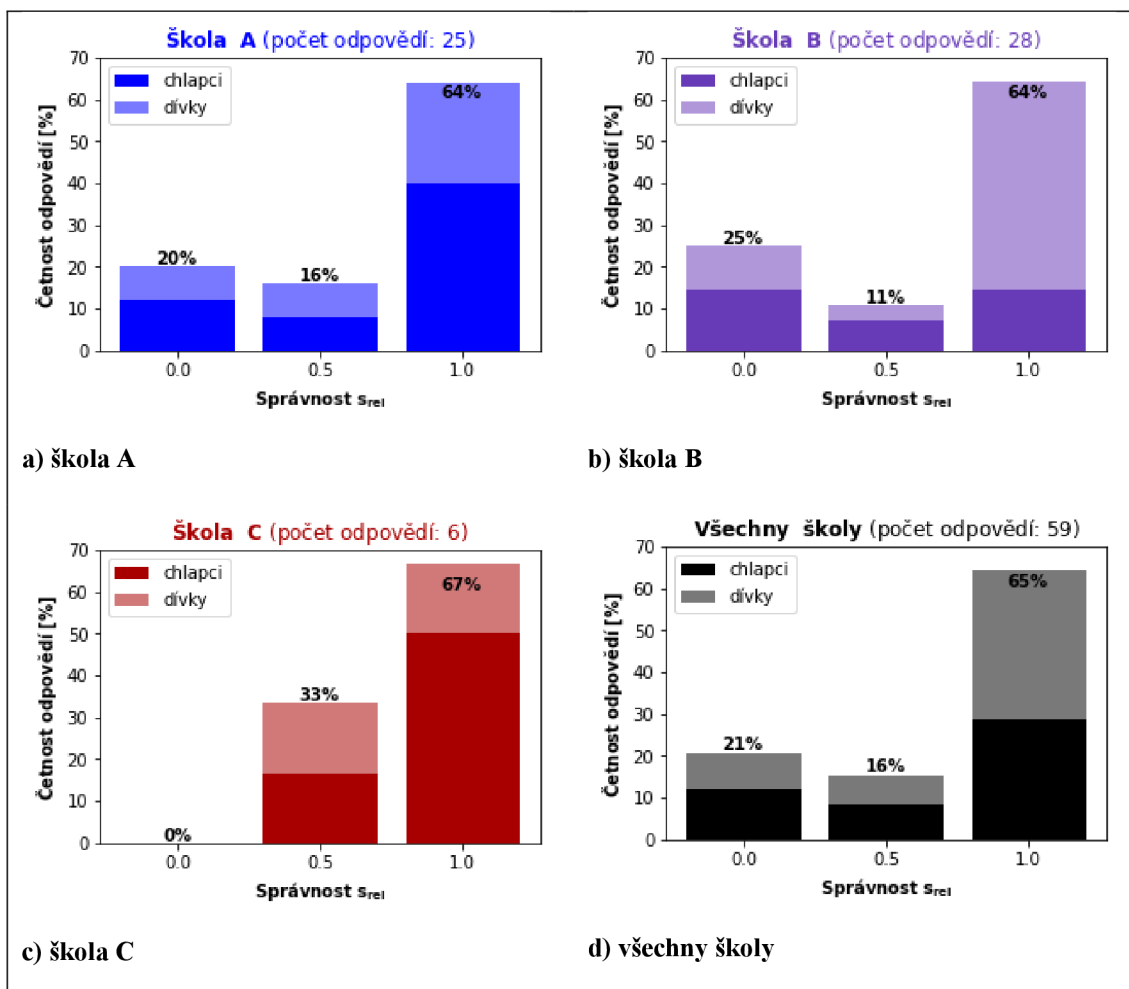 Škola A (počet odpovědí: 25)
Četnost odpovědí [%]
70
60
50
40
30
20
10
0
chlapci
dívky
20%
16%
64%
0.0 0.5 1.0
Správnost s_rel
a) škola A
Škola B (počet odpovědí: 28)
Četnost odpovědí [%]
70
60
50
40
30
20
10
0
chlapci
dívky
25%
11%
64%
0.0 0.5 1.0
Správnost s_rel
b) škola B
Škola C (počet odpovědí: 6)
Četnost odpovědí [%]
70
60
50
40
30
20
10
0
chlapci
dívky
0%
33%
67%
0.0 0.5 1.0
Správnost s_rel
c) škola C
Všechny školy (počet odpovědí: 59)
Četnost odpovědí [%]
70
60
50
40
30
20
10
0
chlapci
dívky
21%
16%
65%
0.0 0.5 1.0
Správnost s_rel
d) všechny školy